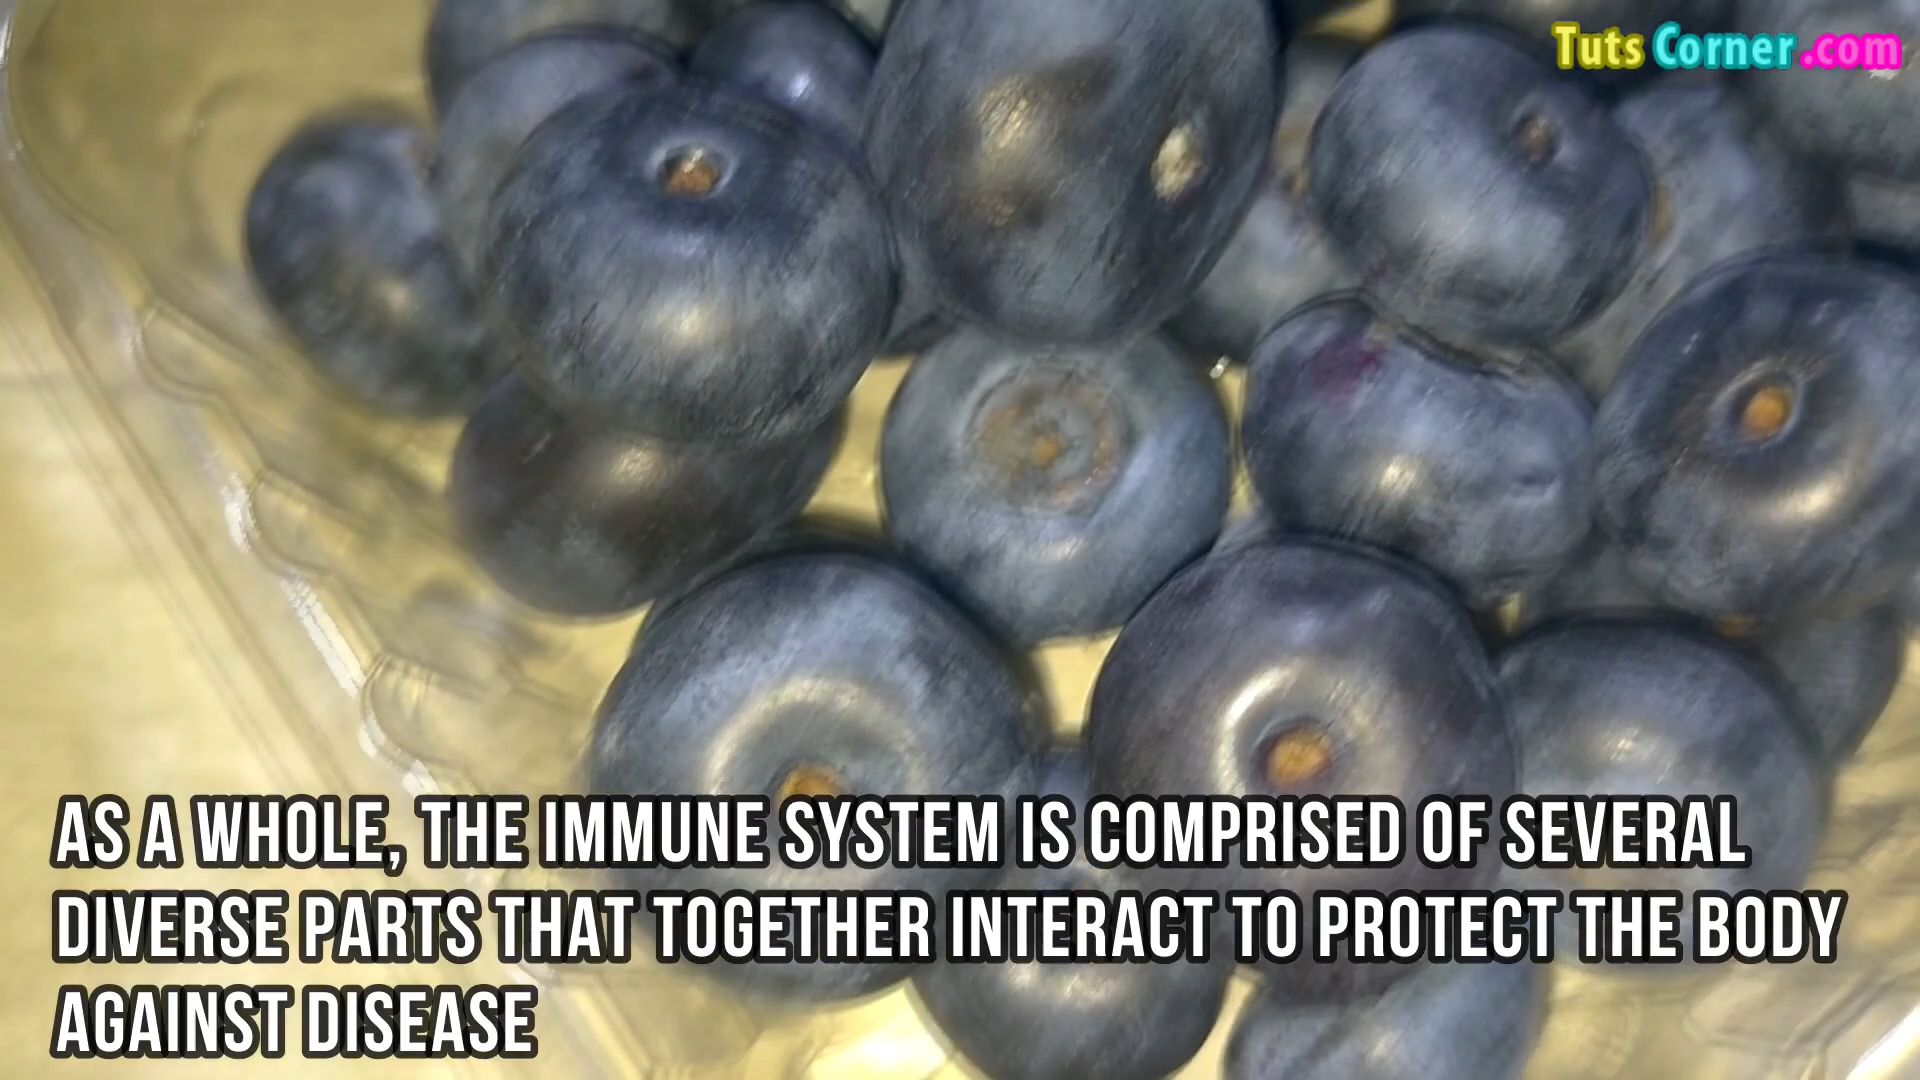 Tuts Corner.com
AS A WHOLE, THE IMMUNE SYSTEM IS COMPRISED OF SEVERAL
DIVERSE PARTS THAT TOGETHER INTERACT TO PROTECT THE BODY
AGAINST DISEASE